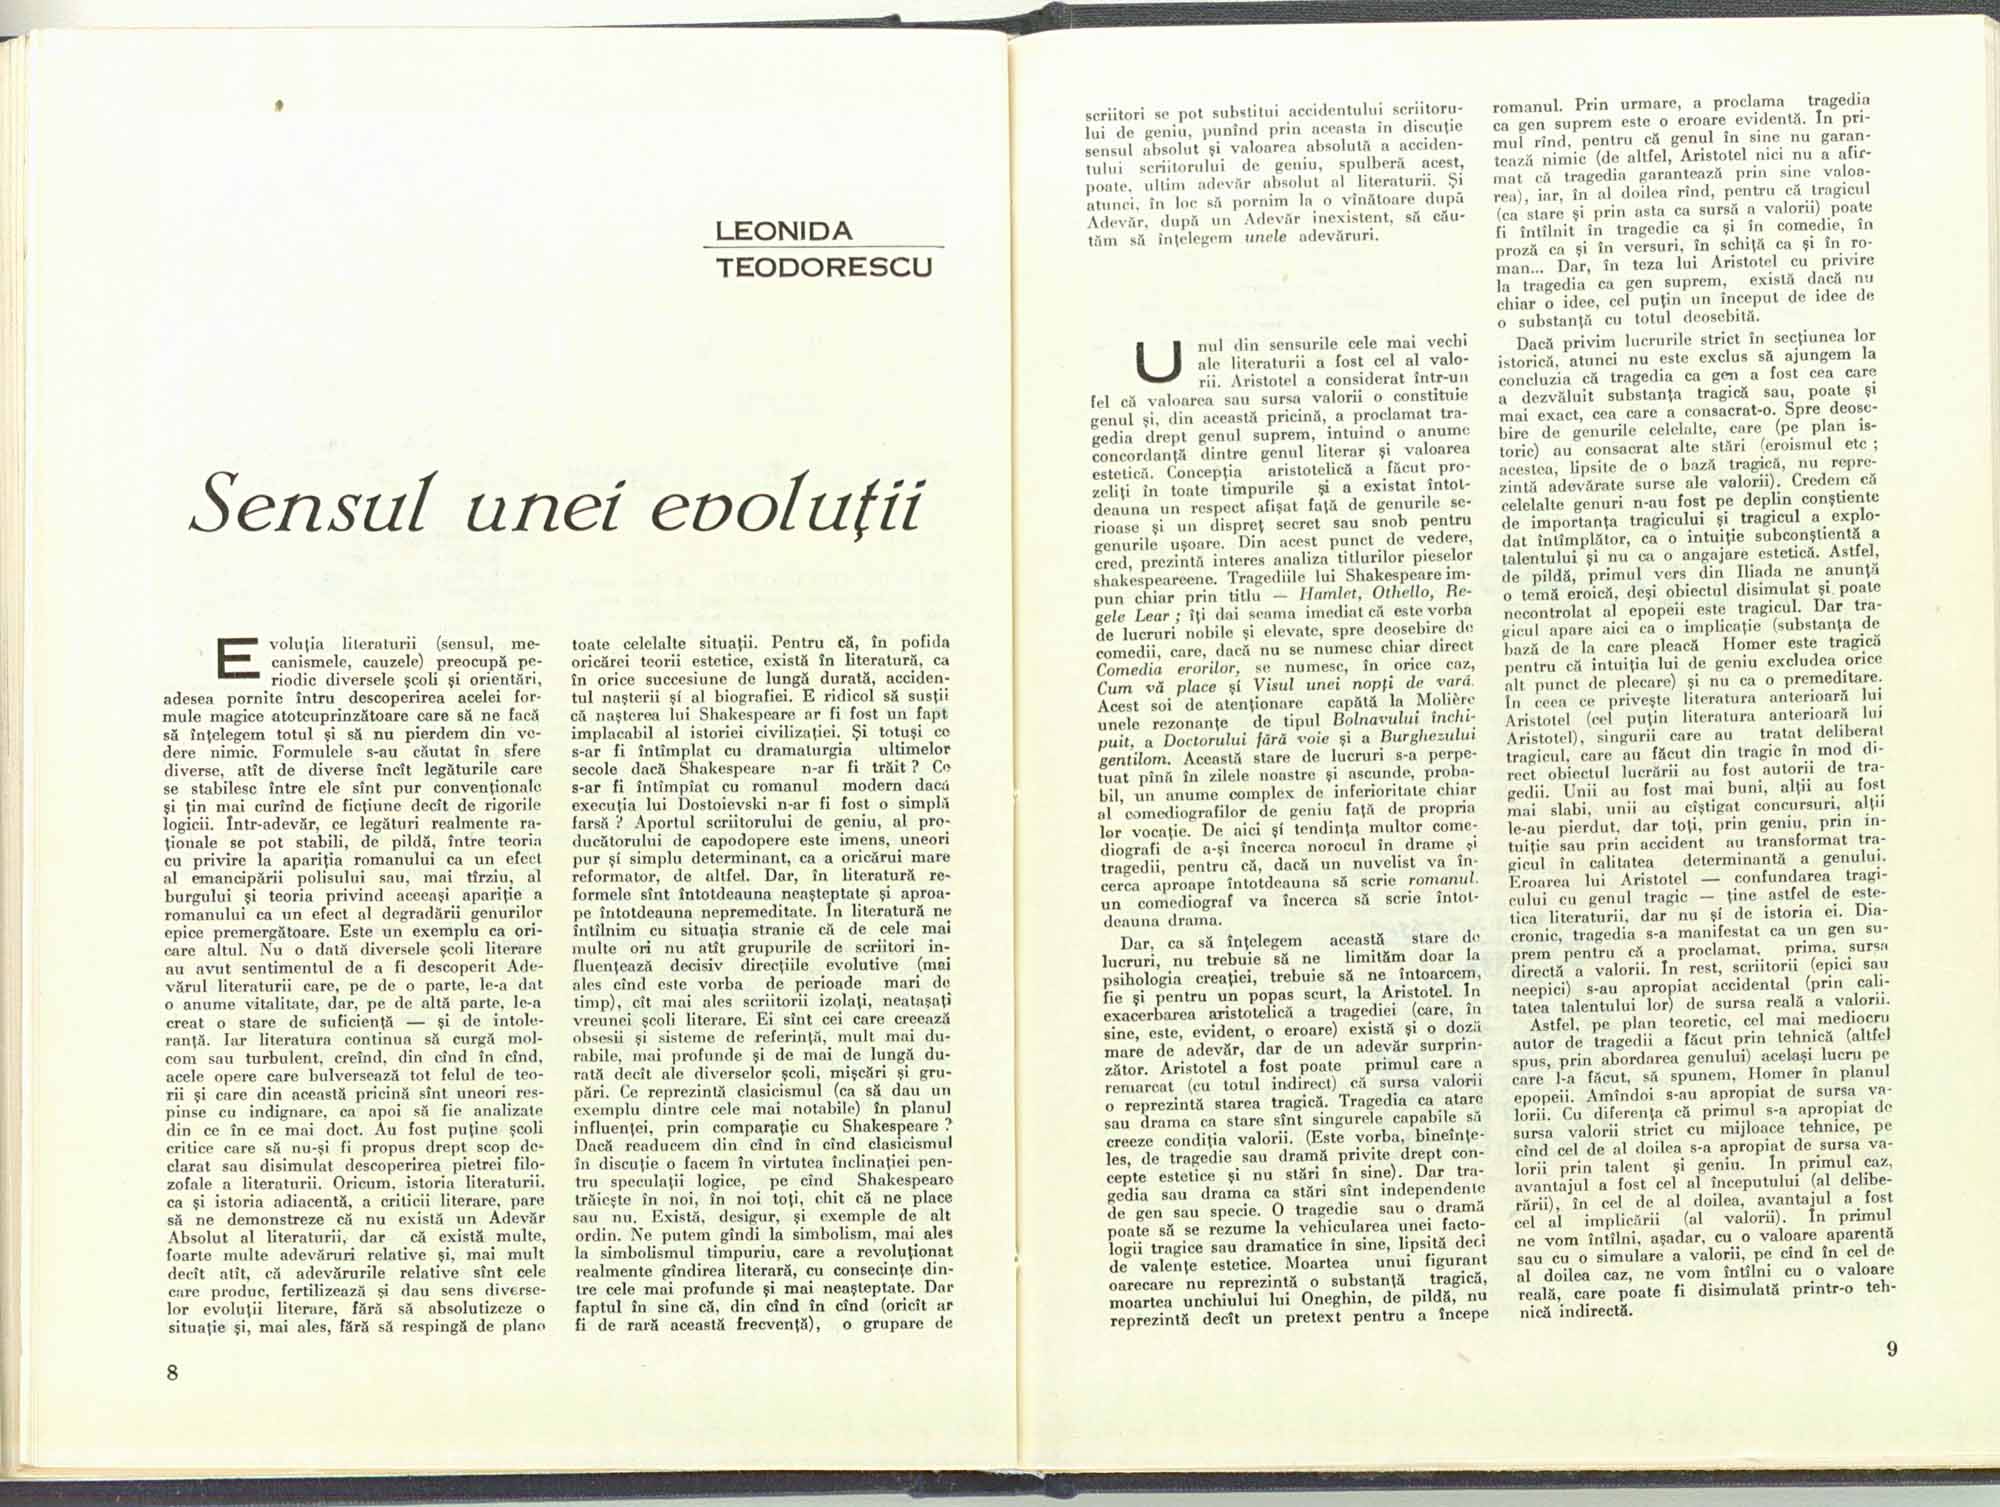 LEONIDA
TEODORESCU
Sensul unei evoluții
Evoluția literaturii (sensul, me-
canismele, cauzele) preocupă pe-
riodic diversele școli și orientări,
adesea pornite întru descoperirea acelei for-
mule magice atotcuprinzătoare care să ne facă
să înțelegem totul și să nu pierdem din ve-
dere nimic. Formulele s-au căutat în sfere
diverse, atît de diverse încît legăturile care
se stabilesc între ele sînt pur convenționale
și țin mai curînd de ficțiune decît de rigorile
logicii. Intr-adevăr, ce legături realmente ra-
ționale se pot stabili, de pildă, între teoria
cu privire la apariția romanului ca un efect
al emancipării polisului sau, mai tîrziu, al
burgului și teoria privind aceeași apariție a
romanului ca un efect al degradării genurilor
epice premergătoare. Este un exemplu ca ori-
care altul. Nu o dată diversele școli literare
au avut sentimentul de a fi descoperit Ade-
vărul literaturii care, pe de o parte, le-a dat
o anume vitalitate, dar, pe de altă parte, le-a
creat o stare de suficiență — și de intole-
ranță. Iar literatura continua să curgă mol-
com sau turbulent, creînd, din cînd în cînd,
acele opere care bulversează tot felul de teo-
rii și care din această pricină sînt uneori res-
pinse cu indignare, ca apoi să fie analizate
din ce în ce mai doct. Au fost puține școli
critice care să nu-și fi propus drept scop de-
clarat sau disimulat descoperirea pietrei filo-
zofale a literaturii. Oricum, istoria literaturii,
ca și istoria adiacentă, a criticii literare, pare
să ne demonstreze că nu există un Adevăr
Absolut al literaturii, dar că există multe,
foarte multe adevăruri relative și, mai mult
decît atît, că adevărurile relative sînt cele
care produc, fertilizează și dau sens diverse-
lor evoluții literare, fără să absolutizeze o
situație și, mai ales, fără să respingă de plano
toate celelalte situații. Pentru că, în pofida
oricărei teorii estetice, există în literatură, ca
în orice succesiune de lungă durată, acciden-
tul nașterii și al biografiei. E ridicol să susții
că nașterea lui Shakespeare ar fi fost un fapt
implacabil al istoriei civilizației. Și totuși ce
s-ar fi întîmplat cu dramaturgia ultimelor
secole dacă Shakespeare n-ar fi trăit ? Ce
s-ar fi întîmplat cu romanul modern dacă
execuția lui Dostoievski n-ar fi fost o simplă
farsă ? Aportul scriitorului de geniu, al pro-
ducătorului de capodopere este imens, uneori
pur și simplu determinant, ca a oricărui mare
reformator, de altfel. Dar, în literatură re-
formele sînt întotdeauna neașteptate și aproa-
pe întotdeauna nepremeditate. In literatură ne
întîlnim cu situația stranie că de cele mai
multe ori nu atît grupurile de scriitori in-
fluențează decisiv direcțiile evolutive (mai
ales cînd este vorba de perioade mari de
timp), cît mai ales scriitorii izolați, neatașați
vreunei școli literare. Ei sînt cei care creează
obsesii și sisteme de referință, mult mai du-
rabile, mai profunde și de mai de lungă du-
rată decît ale diverselor școli, mișcări și gru-
pări. Ce reprezintă clasicismul (ca să dau un
exemplu dintre cele mai notabile) în planul
influenței, prin comparație cu Shakespeare ?
Dacă readucem din cînd în cînd clasicismul
în discuție o facem în virtutea înclinației pen-
tru speculații logice, pe cînd Shakespeare
trăiește în noi, în noi toți, chit că ne place
sau nu. Există, desigur, și exemple de alt
ordin. Ne putem gîndi la simbolism, mai ales
la simbolismul timpuriu, care a revoluționat
realmente gîndirea literară, cu consecințe din-
tre cele mai profunde și mai neașteptate. Dar
faptul în sine că, din cînd în cînd (oricît ar
fi de rară această frecvență), o grupare de
8
scriitori se pot substitui accidentului scriitoru-
lui de geniu, punînd prin aceasta în discuție
sensul absolut și valoarea absolută a acciden-
tului scriitorului de geniu, spulberă acest,
poate, ultim adevăr absolut al literaturii. Și
atunci, în loc să pornim la o vînătoare după
Adevăr, după un Adevăr inexistent, să cău-
tăm să înțelegem unele adevăruri.
Unul din sensurile cele mai vechi
ale literaturii a fost cel al valo-
rii. Aristotel a considerat într-un
fel că valoarea sau sursa valorii o constituie
genul și, din această pricină, a proclamat tra-
gedia drept genul suprem, intuind o anume
concordanță dintre genul literar și valoarea
estetică. Concepția aristotelică a făcut pro-
zeliți în toate timpurile și a existat întot-
deauna un respect afișat față de genurile se-
rioase și un dispreț secret sau snob pentru
genurile ușoare. Din acest punct de vedere,
cred, prezintă interes analiza titlurilor pieselor
shakespeareene. Tragediile lui Shakespeare im-
pun chiar prin titlu — Hamlet, Othello, Re-
gele Lear ; îți dai seama imediat că este vorba
de lucruri nobile și elevate, spre deosebire de
comedii, care, dacă nu se numesc chiar direct
Comedia erorilor, se numesc, în orice caz,
Cum vă place și Visul unei nopți de vară.
Acest soi de atenționare capătă la Molière
unele rezonanțe de tipul Bolnavului închi-
puit, a Doctorului fără voie și a Burghezului
gentilom. Această stare de lucruri s-a perpe-
tuat pînă în zilele noastre și ascunde, proba-
bil, un anume complex de inferioritate chiar
al comediografilor de geniu față de propria
lor vocație. De aici și tendința multor come-
diografi de a-și încerca norocul în drame și
tragedii, pentru că, dacă un nuvelist va în-
cerca aproape întotdeauna să scrie romanul,
un comediograf va încerca să scrie întot-
deauna drama.
Dar, ca să înțelegem această stare de
lucruri, nu trebuie să ne limităm doar la
psihologia creației, trebuie să ne întoarcem,
fie și pentru un popas scurt, la Aristotel. In
exacerbarea aristotelică a tragediei (care, în
sine, este, evident, o eroare) există și o doză
mare de adevăr, dar de un adevăr surprin-
zător. Aristotel a fost poate primul care a
remarcat (cu totul indirect) că sursa valorii
o reprezintă starea tragică. Tragedia ca atare
sau drama ca stare sînt singurele capabile să
creeze condiția valorii. (Este vorba, bineînțe-
les, de tragedie sau dramă privite drept con-
cepte estetice și nu stări în sine). Dar tra-
gedia sau drama ca stări sînt independente
de gen sau specie. O tragedie sau o dramă
poate să se rezume la vehicularea unei facto-
logii tragice sau dramatice în sine, lipsită deci
de valențe estetice. Moartea unui figurant
oarecare nu reprezintă o substanță tragică,
moartea unchiului lui Oneghin, de pildă, nu
reprezintă decît un pretext pentru a începe
romanul. Prin urmare, a proclama tragedia
ca gen suprem este o eroare evidentă. In pri-
mul rînd, pentru că genul în sine nu garan-
tează nimic (de altfel, Aristotel nici nu a afir-
mat că tragedia garantează prin sine valoa-
rea), iar, în al doilea rînd, pentru că tragicul
(ca stare și prin asta ca sursă a valorii) poate
fi întîlnit în tragedie ca și în comedie, în
proză ca și în versuri, în schiță ca și în ro-
man... Dar, în teza lui Aristotel cu privire
la tragedia ca gen suprem, există dacă nu
chiar o idee, cel puțin un început de idee de
o substanță cu totul deosebită.
Dacă privim lucrurile strict în secțiunea lor
istorică, atunci nu este exclus să ajungem la
concluzia că tragedia ca gen a fost cea care
a dezvăluit substanța tragică sau, poate și
mai exact, cea care a consacrat-o. Spre deose-
bire de genurile celelalte, care (pe plan is-
toric) au consacrat alte stări (eroismul etc ;
acestea, lipsite de o bază tragică, nu repre-
zintă adevărate surse ale valorii). Credem că
celelalte genuri n-au fost pe deplin conștiente
de importanța tragicului și tragicul a explo-
dat întîmplător, ca o intuiție subconștientă a
talentului și nu ca o angajare estetică. Astfel,
de pildă, primul vers din Iliada ne anunță
o temă eroică, deși obiectul disimulat și poate
necontrolat al epopeii este tragicul. Dar tra-
gicul apare aici ca o implicație (substanța de
bază de la care pleacă Homer este tragică
pentru că intuiția lui de geniu excludea orice
alt punct de plecare) și nu ca o premeditare.
In ceea ce privește literatura anterioară lui
Aristotel (cel puțin literatura anterioară lui
Aristotel), singurii care au tratat deliberat
tragicul, care au făcut din tragic în mod di-
rect obiectul lucrării au fost autorii de tra-
gedii. Unii au fost mai buni, alții au fost
mai slabi, unii au cîștigat concursuri, alții
le-au pierdut, dar toți, prin geniu, prin in-
tuiție sau prin accident au transformat tra-
gicul în calitatea determinantă a genului.
Eroarea lui Aristotel — confundarea tragi-
cului cu genul tragic — ține astfel de este-
tica literaturii, dar nu și de istoria ei. Dia-
cronic, tragedia s-a manifestat ca un gen su-
prem pentru că a proclamat, prima, sursa
directă a valorii. In rest, scriitorii (epici sau
neepici) s-au apropiat accidental (prin cali-
tatea talentului lor) de sursa reală a valorii.
Astfel, pe plan teoretic, cel mai mediocru
autor de tragedii a făcut prin tehnică (altfel
spus, prin abordarea genului) același lucru pe
care l-a făcut, să spunem, Homer în planul
epopeii. Amîndoi s-au apropiat de sursa va-
lorii. Cu diferența că primul s-a apropiat de
sursa valorii strict cu mijloace tehnice, pe
cînd cel de al doilea s-a apropiat de sursa va-
lorii prin talent și geniu. In primul caz,
avantajul a fost cel al începutului (al delibe-
rării), în cel de al doilea, avantajul a fost
cel al implicării (al valorii). In primul
ne vom întîlni, așadar, cu o valoare aparentă
sau cu o simulare a valorii, pe cînd în cel de
al doilea caz, ne vom întîlni cu o valoare
reală, care poate fi disimulată printr-o teh-
nică indirectă.
9